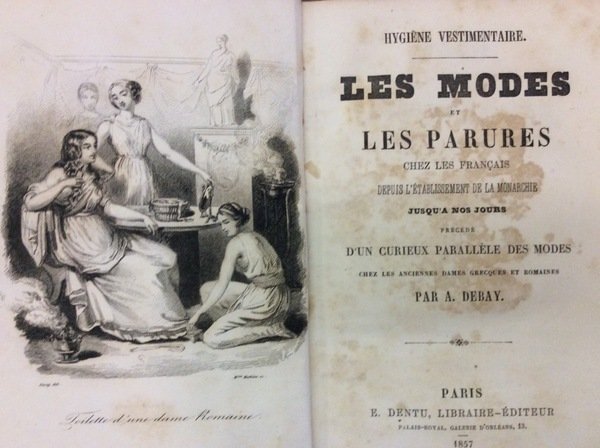 Toilette d'une dame Romaine.
HYGIÈNE VESTIMENTAIRE.
LES MODES
ET
LES PARURES
CHEZ LES FRANÇAIS
DEPUIS L'ÉTABLISSEMENT DE LA MONARCHIE
JUSQU'A NOS JOURS
PRÉCÉDÉ
D'UN CURIEUX PARALLÈLE DES MODES
CHEZ LES ANCIENNES DAMES GRECQUES ET ROMAINES
PAR A. DEBAY.
PARIS
E. DENTU, LIBRAIRE-ÉDITEUR
PALAIS-ROYAL, GALERIE D'ORLÉANS, 13.
1857